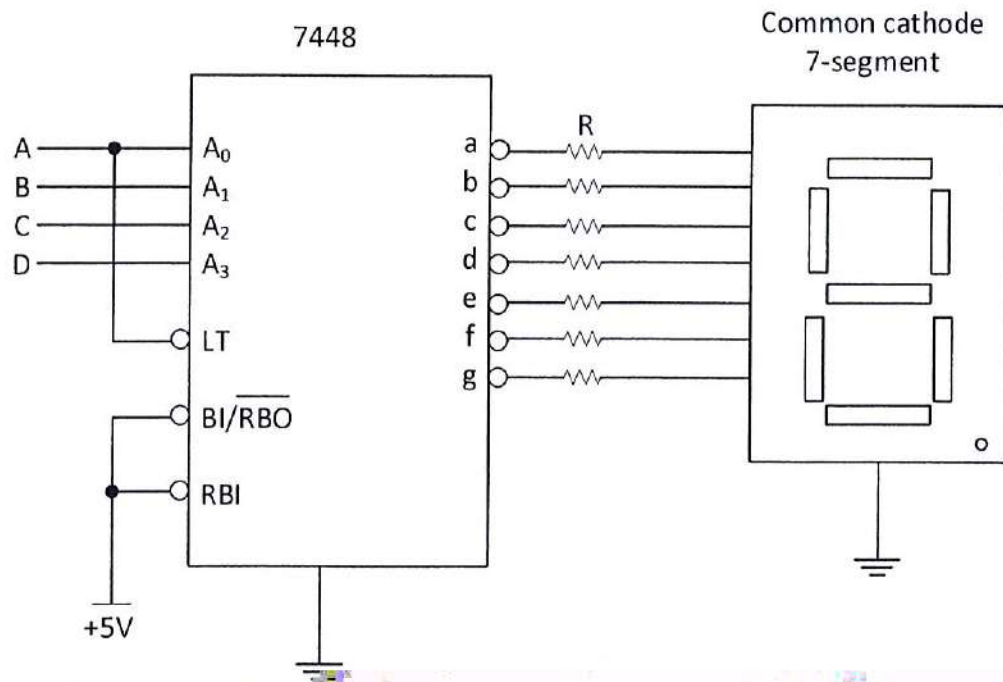 7448
Common cathode
7-segment
A
B
C
D
A0
A1
A2
A3
LT
BI/RBO
RBI
a
b
c
d
e
f
g
R
+5V